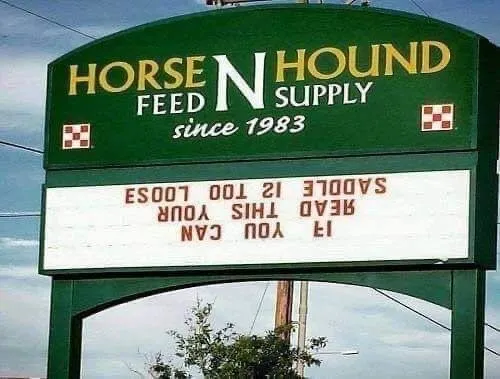 HORSE N HOUND
FEED SUPPLY
since 1983
IF YOU CAN
READ THIS YOUR
SADDLE IS TOO LOOSE